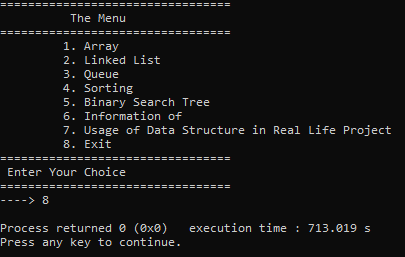 =================================
The Menu
=================================
1. Array
2. Linked List
3. Queue
4. Sorting
5. Binary Search Tree
6. Information of
7. Usage of Data Structure in Real Life Project
8. Exit
=================================
Enter Your Choice
=================================
----> 8
Process returned 0 (0x0)   execution time : 713.019 s
Press any key to continue.